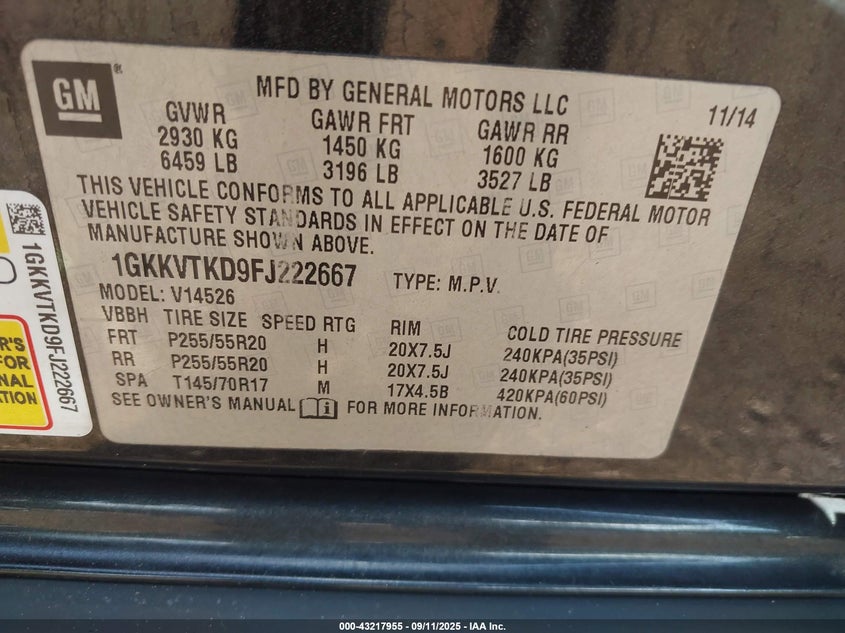 GM
MFD BY GENERAL MOTORS LLC
11/14
GVWR GAWR FRT GAWR RR
2930 KG 1450 KG 1600 KG
6459 LB 3196 LB 3527 LB
THIS VEHICLE CONFORMS TO ALL APPLICABLE U.S. FEDERAL MOTOR
VEHICLE SAFETY STANDARDS IN EFFECT ON THE DATE OF
MANUFACTURE SHOWN ABOVE.
1GKKVTKD9FJ222667 TYPE: M.P.V.
MODEL: V14526
VBBH TIRE SIZE SPEED RTG RIM COLD TIRE PRESSURE
FRT P255/55R20 H 20X7.5J 240KPA(35PSI)
RR P255/55R20 H 20X7.5J 240KPA(35PSI)
SPA T145/70R17 M 17X4.5B 420KPA(60PSI)
SEE OWNER'S MANUAL i FOR MORE INFORMATION.
1GKKVTKD9FJ222667
000-43217955 - 09/11/2025 - IAA Inc.